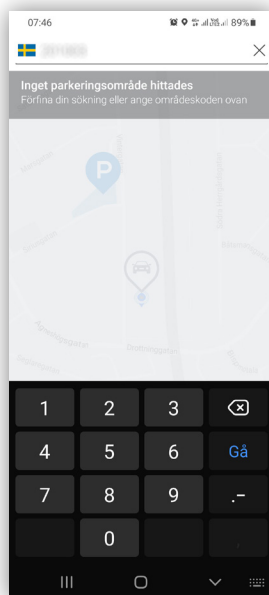 07:46 89%
Inget parkeringsområde hittades
Förfina din sökning eller ange områdeskoden ovan
P
1 2 3
4 5 6 Gå
7 8 9 .-
0 ,